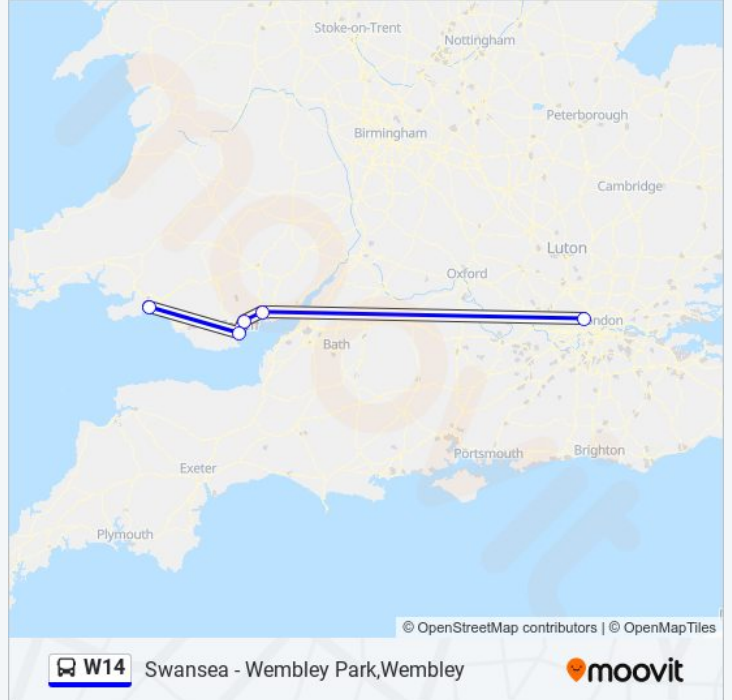 Stoke-on-Trent
Nottingham
Peterborough
Birmingham
Cambridge
Luton
Oxford
Bath
Portsmouth
Brighton
Exeter
Plymouth
moovit
© OpenStreetMap contributors | © OpenMapTiles
W14 Swansea - Wembley Park,Wembley
moovit